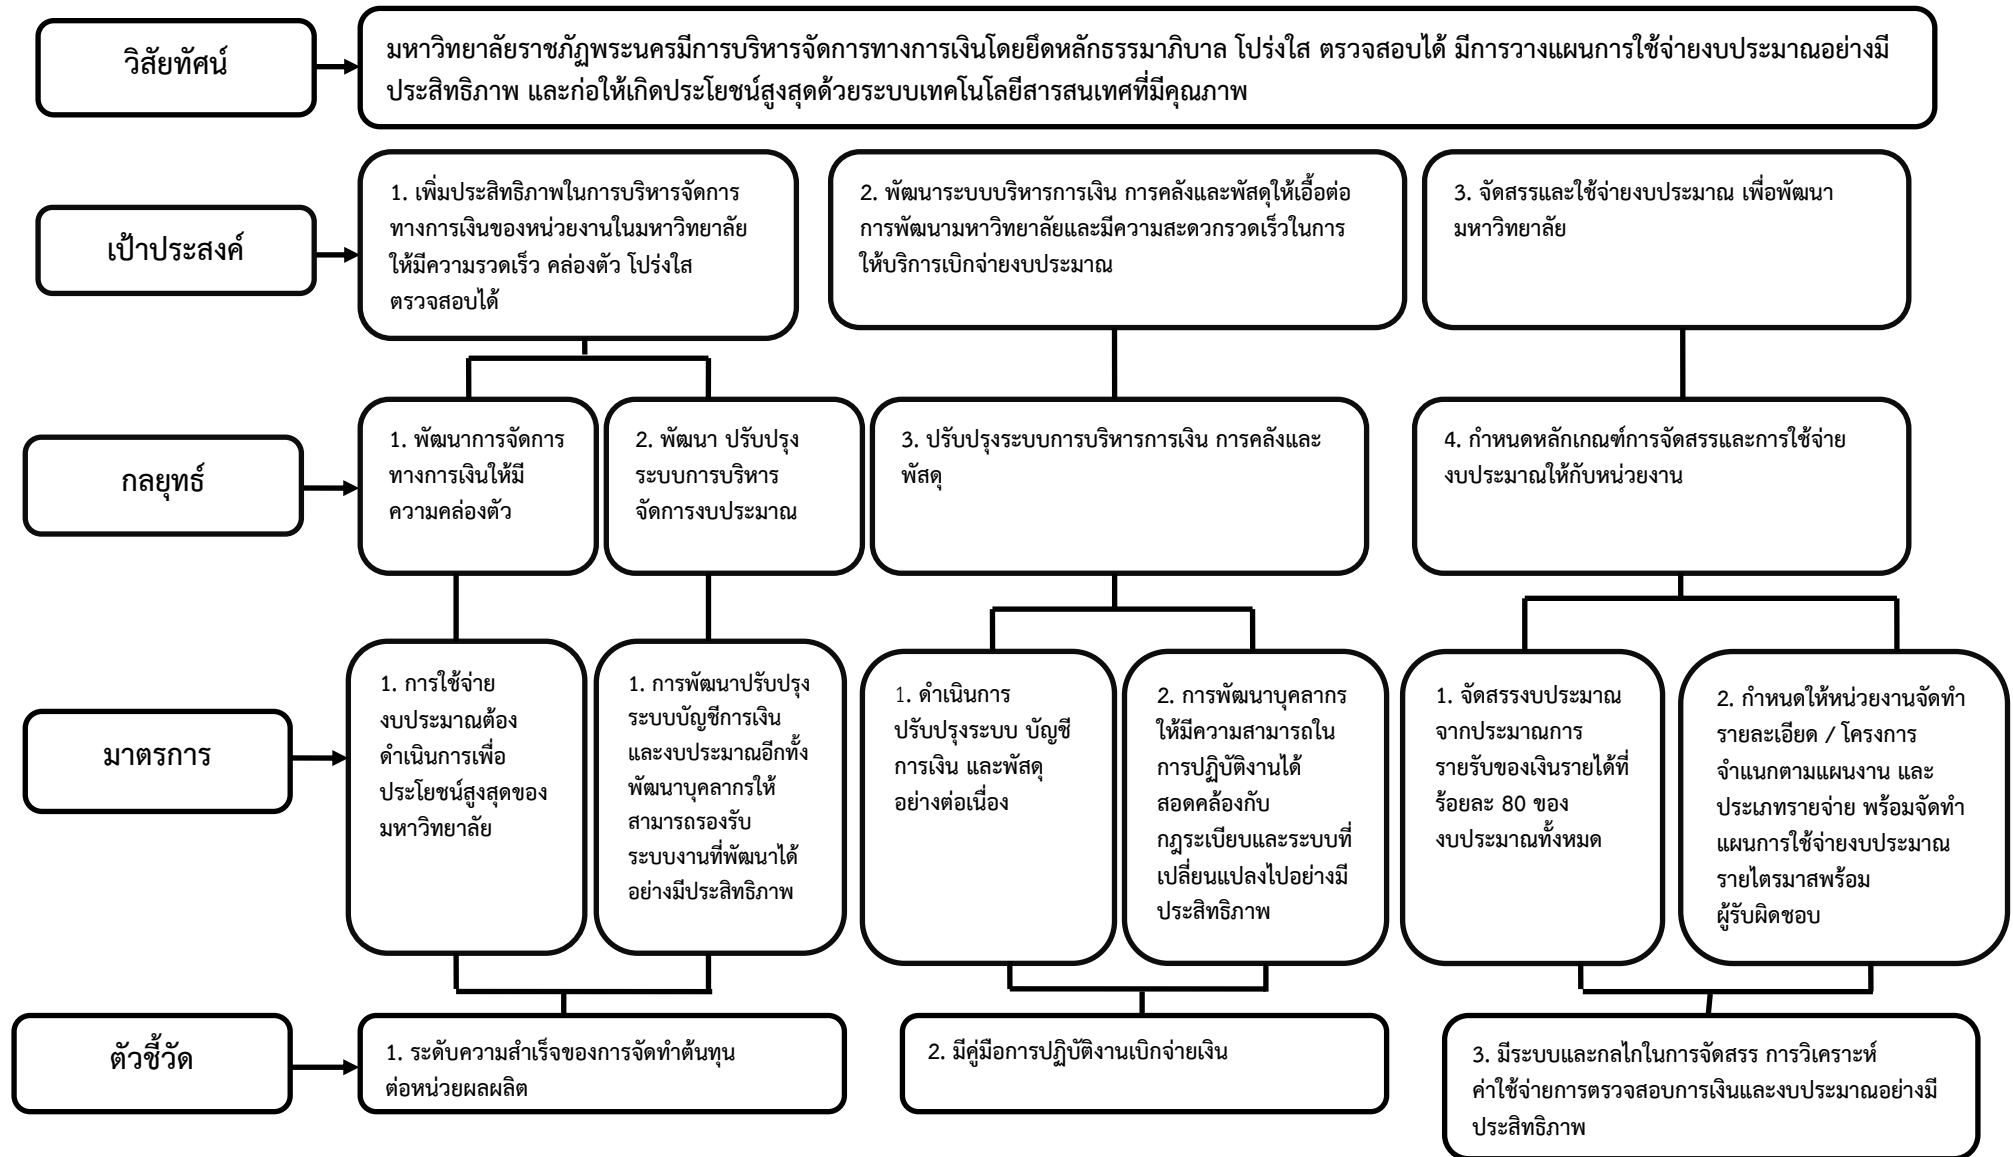 วิสัยทัศน์
มหาวิทยาลัยราชภัฏพระนครมีการบริหารจัดการทางการเงินโดยยึดหลักธรรมาภิบาล โปร่งใส ตรวจสอบได้ มีการวางแผนการใช้จ่ายงบประมาณอย่างมี
ประสิทธิภาพ และก่อให้เกิดประโยชน์สูงสุดด้วยระบบเทคโนโลยีสารสนเทศที่มีคุณภาพ
เป้าประสงค์
1. เพิ่มประสิทธิภาพในการบริหารจัดการ
ทางการเงินของหน่วยงานในมหาวิทยาลัย
ให้มีความรวดเร็ว คล่องตัว โปร่งใส
ตรวจสอบได้
2. พัฒนาระบบบริหารการเงิน การคลังและพัสดุให้เอื้อต่อ
การพัฒนามหาวิทยาลัยและมีความสะดวกรวดเร็วในการ
ให้บริการเบิกจ่ายงบประมาณ
3. จัดสรรและใช้จ่ายงบประมาณ เพื่อพัฒนา
มหาวิทยาลัย
กลยุทธ์
1. พัฒนาการจัดการ
ทางการเงินให้มี
ความคล่องตัว
2. พัฒนา ปรับปรุง
ระบบการบริหาร
จัดการงบประมาณ
3. ปรับปรุงระบบการบริหารการเงิน การคลังและ
พัสดุ
4. กำหนดหลักเกณฑ์การจัดสรรและการใช้จ่าย
งบประมาณให้กับหน่วยงาน
มาตรการ
1. การใช้จ่าย
งบประมาณต้อง
ดำเนินการเพื่อ
ประโยชน์สูงสุดของ
มหาวิทยาลัย
1. การพัฒนาปรับปรุง
ระบบบัญชีการเงิน
และงบประมาณอีกทั้ง
พัฒนาบุคลากรให้
สามารถรองรับ
ระบบงานที่พัฒนาได้
อย่างมีประสิทธิภาพ
1. ดำเนินการ
ปรับปรุงระบบ บัญชี
การเงิน และพัสดุ
อย่างต่อเนื่อง
2. การพัฒนาบุคลากร
ให้มีความสามารถใน
การปฏิบัติงานได้
สอดคล้องกับ
กฎระเบียบและระบบที่
เปลี่ยนแปลงไปอย่างมี
ประสิทธิภาพ
1. จัดสรรงบประมาณ
จากประมาณการ
รายรับของเงินรายได้ที่
ร้อยละ 80 ของ
งบประมาณทั้งหมด
2. กำหนดให้หน่วยงานจัดทำ
รายละเอียด / โครงการ
จำแนกตามแผนงาน และ
ประเภทรายจ่าย พร้อมจัดทำ
แผนการใช้จ่ายงบประมาณ
รายไตรมาสพร้อม
ผู้รับผิดชอบ
ตัวชี้วัด
1. ระดับความสำเร็จของการจัดทำต้นทุน
ต่อหน่วยผลผลิต
2. มีคู่มือการปฏิบัติงานเบิกจ่ายเงิน
3. มีระบบและกลไกในการจัดสรร การวิเคราะห์
ค่าใช้จ่ายการตรวจสอบการเงินและงบประมาณอย่างมี
ประสิทธิภาพ